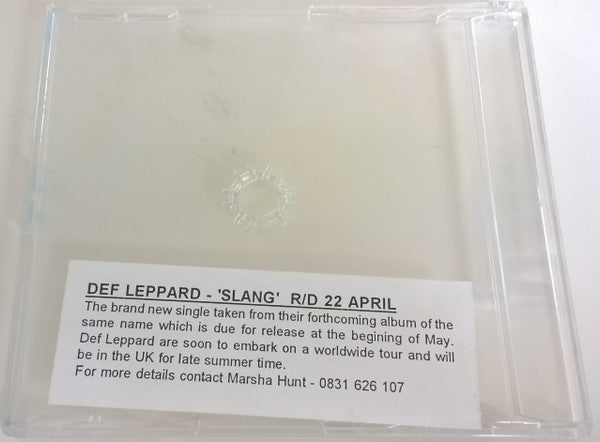 DEF LEPPARD - 'SLANG' R/D 22 APRIL
The brand new single taken from their forthcoming album of the
same name which is due for release at the begining of May.
Def Leppard are soon to embark on a worldwide tour and will
be in the UK for late summer time.
For more details contact Marsha Hunt - 0831 626 107